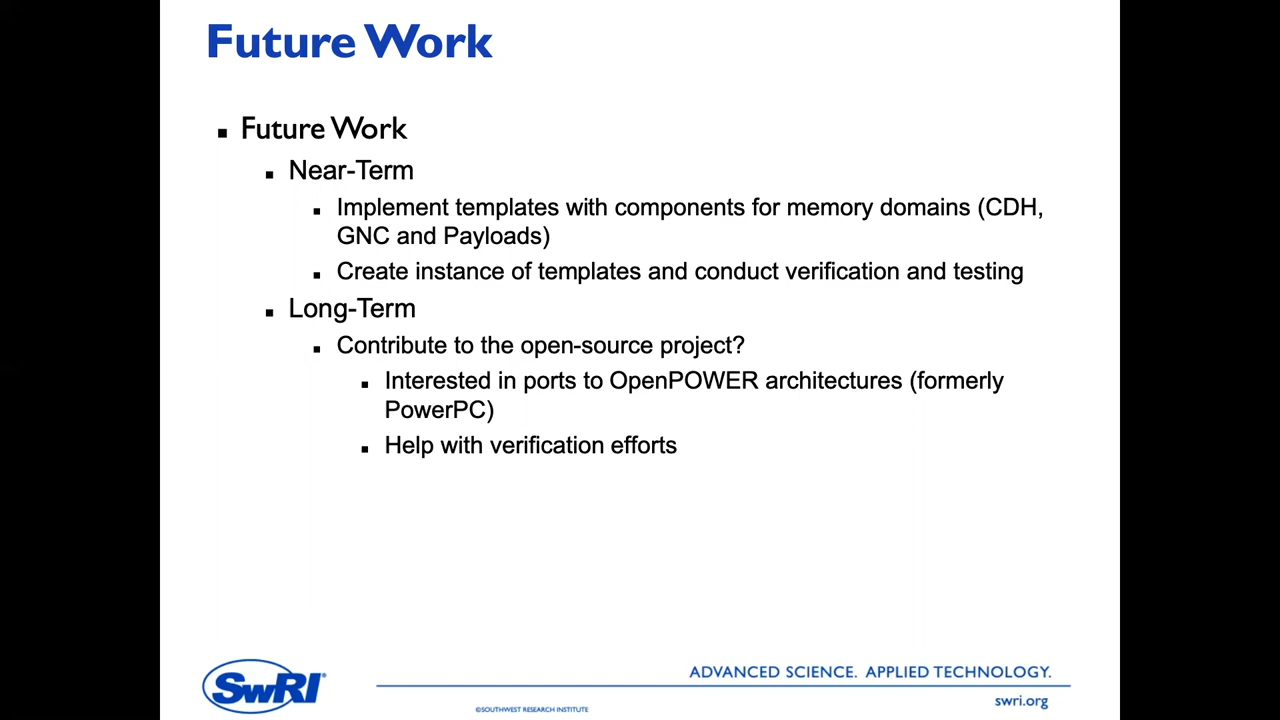 Future Work
Future Work
Near-Term
Implement templates with components for memory domains (CDH,
GNC and Payloads)
Create instance of templates and conduct verification and testing
Long-Term
Contribute to the open-source project?
Interested in ports to OpenPOWER architectures (formerly
PowerPC)
Help with verification efforts
SwRI®
ADVANCED SCIENCE. APPLIED TECHNOLOGY.
©SOUTHWEST RESEARCH INSTITUTE
swri.org